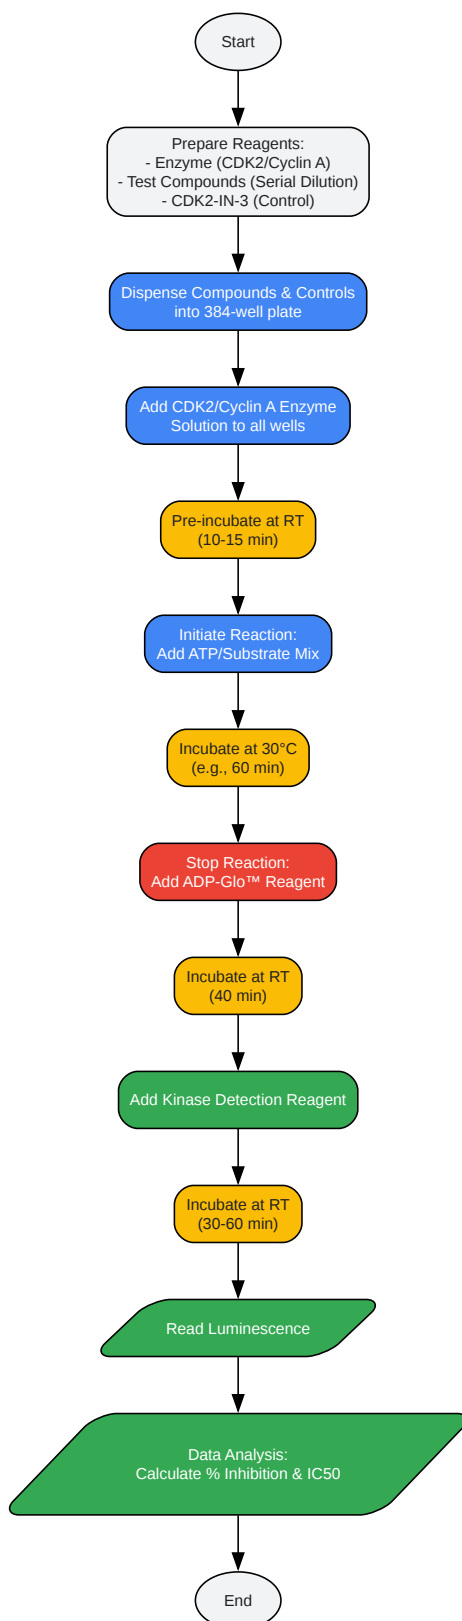 Start
Prepare Reagents:
- Enzyme (CDK2/Cyclin A)
- Test Compounds (Serial Dilution)
- CDK2-IN-3 (Control)
Dispense Compounds & Controls
into 384-well plate
Add CDK2/Cyclin A Enzyme
Solution to all wells
Pre-incubate at RT
(10-15 min)
Initiate Reaction:
Add ATP/Substrate Mix
Incubate at 30°C
(e.g., 60 min)
Stop Reaction:
Add ADP-Glo™ Reagent
Incubate at RT
(40 min)
Add Kinase Detection Reagent
Incubate at RT
(30-60 min)
Read Luminescence
Data Analysis:
Calculate % Inhibition & IC50
End